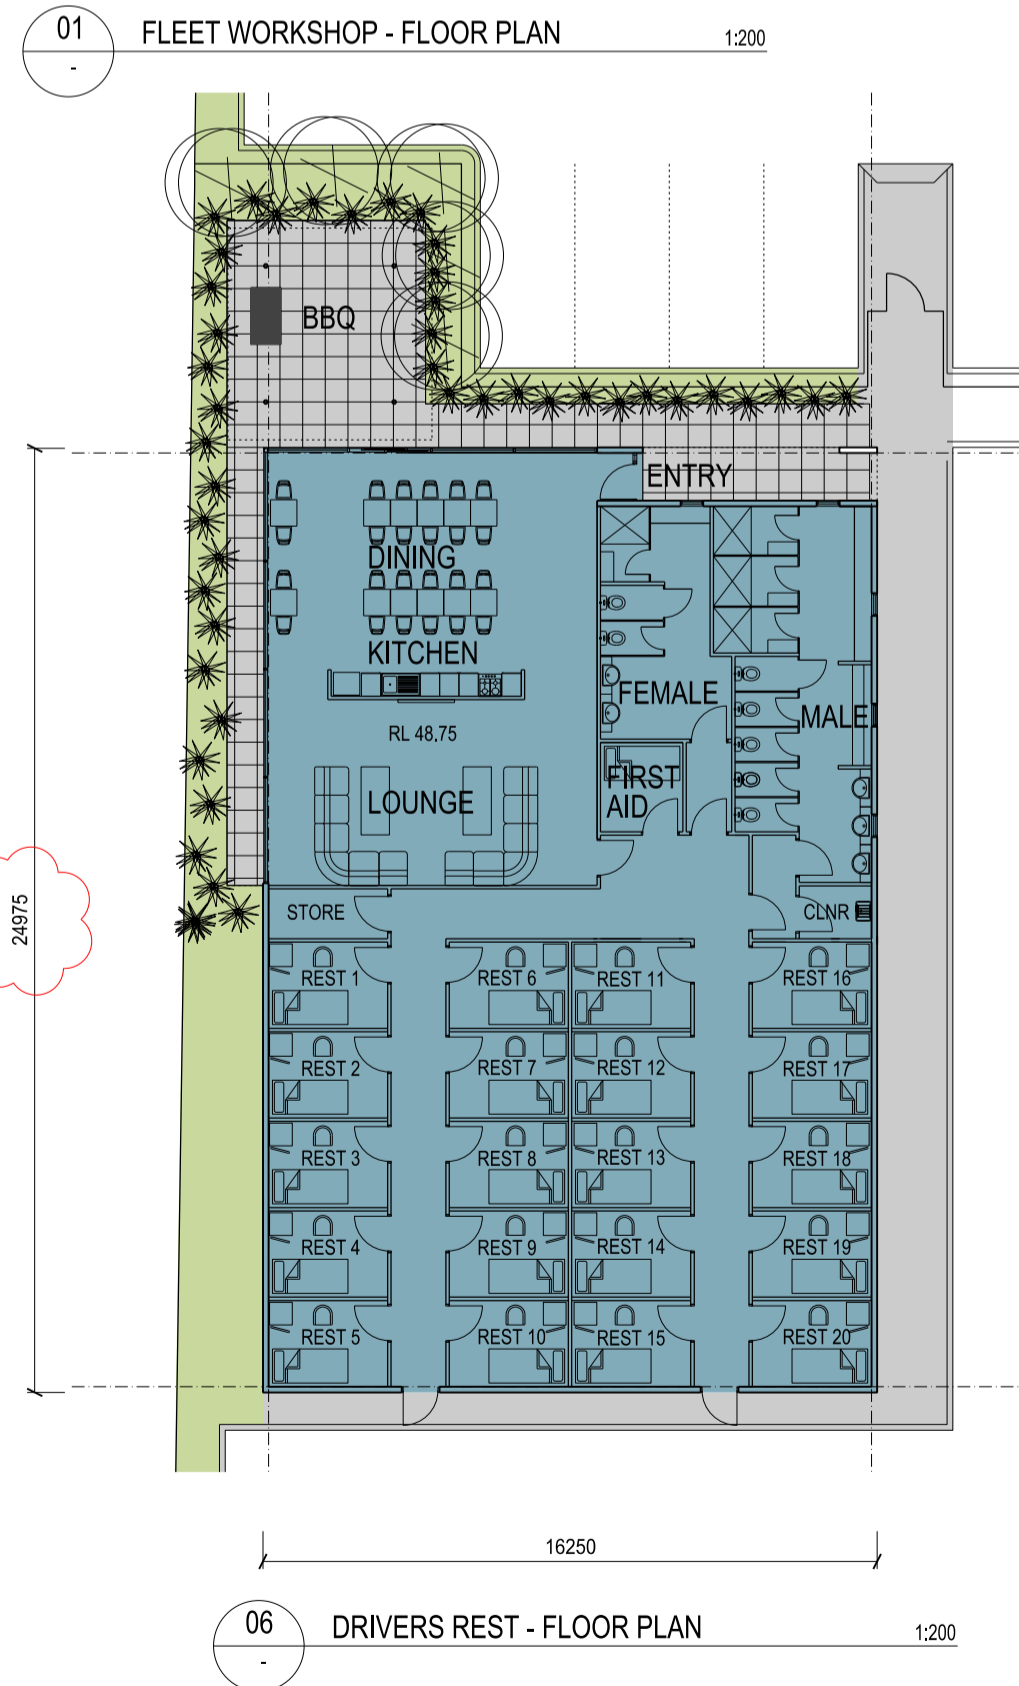 01
FLEET WORKSHOP - FLOOR PLAN
1:200
-
BBQ
ENTRY
DINING
KITCHEN
FEMALE
MALE
RL 48.75
FIRST
AID
LOUNGE
STORE
CLNR
24975
REST 1
REST 6
REST 11
REST 16
REST 2
REST 7
REST 12
REST 17
REST 3
REST 8
REST 13
REST 18
REST 4
REST 9
REST 14
REST 19
REST 5
REST 10
REST 15
REST 20
16250
06
DRIVERS REST - FLOOR PLAN
1:200
-